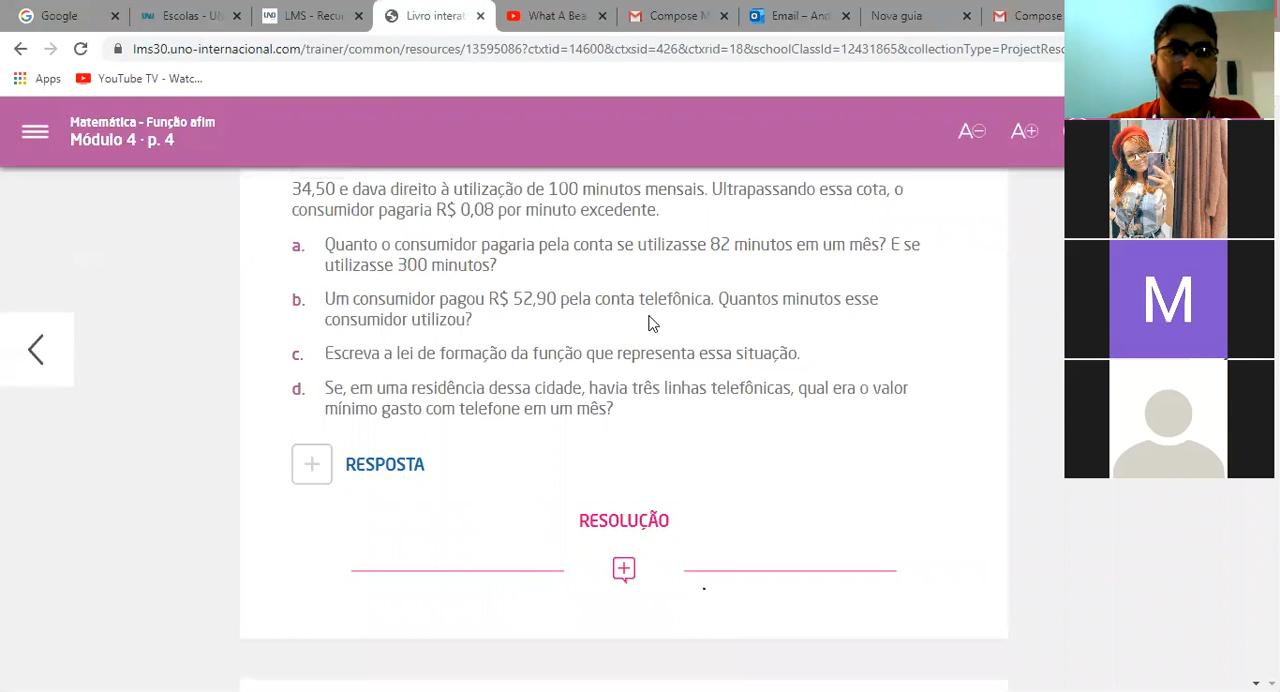 Google
Escolas - UN
LMS - Recu
Livro intera
What A Bea
Compose M
Email – And
Nova guia
Compose
lms30.uno-internacional.com/trainer/common/resources/13595086?ctxtid=14600&ctxsid=426&ctxrid=18&schoolClassId=12431865&collectionType=ProjectReso
Apps
YouTube TV - Watc...
Matemática – Função afim
Módulo 4 · p. 4
A
A
34,50 e dava direito à utilização de 100 minutos mensais. Ultrapassando essa cota, o
consumidor pagaria R$ 0,08 por minuto excedente.
a. Quanto o consumidor pagaria pela conta se utilizasse 82 minutos em um mês? E se
utilizasse 300 minutos?
b. Um consumidor pagou R$ 52,90 pela conta telefônica. Quantos minutos esse
consumidor utilizou?
c. Escreva a lei de formação da função que representa essa situação.
d. Se, em uma residência dessa cidade, havia três linhas telefônicas, qual era o valor
mínimo gasto com telefone em um mês?
RESPOSTA
RESOLUÇÃO
M